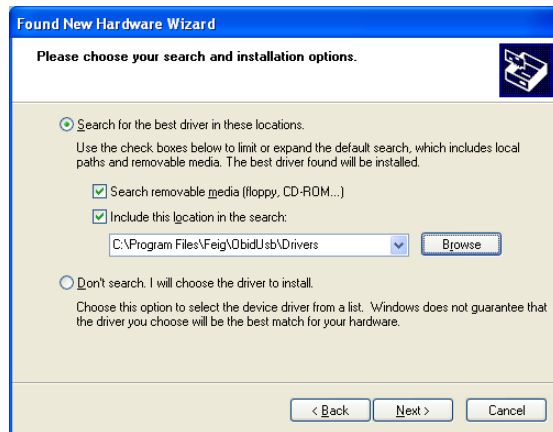 Found New Hardware Wizard
Please choose your search and installation options.
Search for the best driver in these locations.
Use the check boxes below to limit or expand the default search, which includes local
paths and removable media. The best driver found will be installed.
Search removable media (floppy, CD-ROM...)
Include this location in the search:
C:\Program Files\Feig\ObidUsb\Drivers
Browse
Don't search. I will choose the driver to install.
Choose this option to select the device driver from a list. Windows does not guarantee that
the driver you choose will be the best match for your hardware.
< Back
Next >
Cancel